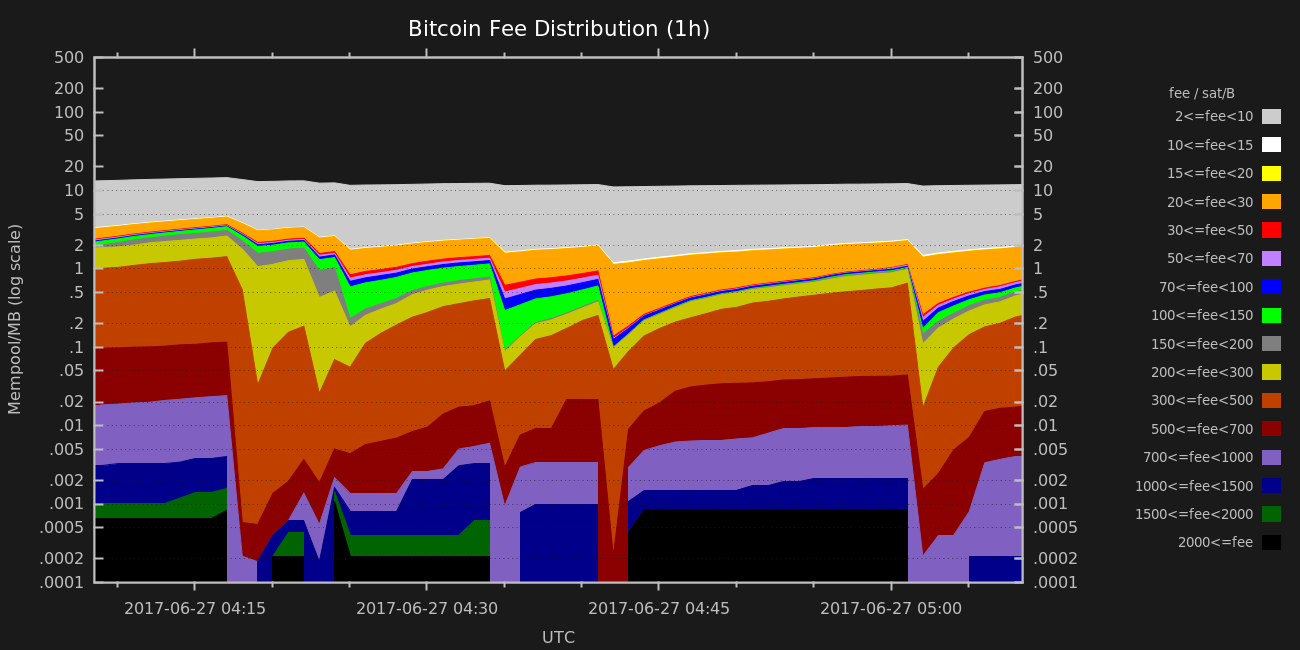 Bitcoin Fee Distribution (1h)
500
200
100
50
20
10
5
2
1
.5
.2
.1
.05
.02
.01
.005
.002
.001
.0005
.0002
.0001
Mempool/MB (log scale)
500
200
100
50
20
10
5
2
1
.5
.2
.1
.05
.02
.01
.005
.002
.001
.0005
.0002
.0001
2017-06-27 04:15
2017-06-27 04:30
2017-06-27 04:45
2017-06-27 05:00
UTC
fee / sat/B
2<=fee<10
10<=fee<15
15<=fee<20
20<=fee<30
30<=fee<50
50<=fee<70
70<=fee<100
100<=fee<150
150<=fee<200
200<=fee<300
300<=fee<500
500<=fee<700
700<=fee<1000
1000<=fee<1500
1500<=fee<2000
2000<=fee